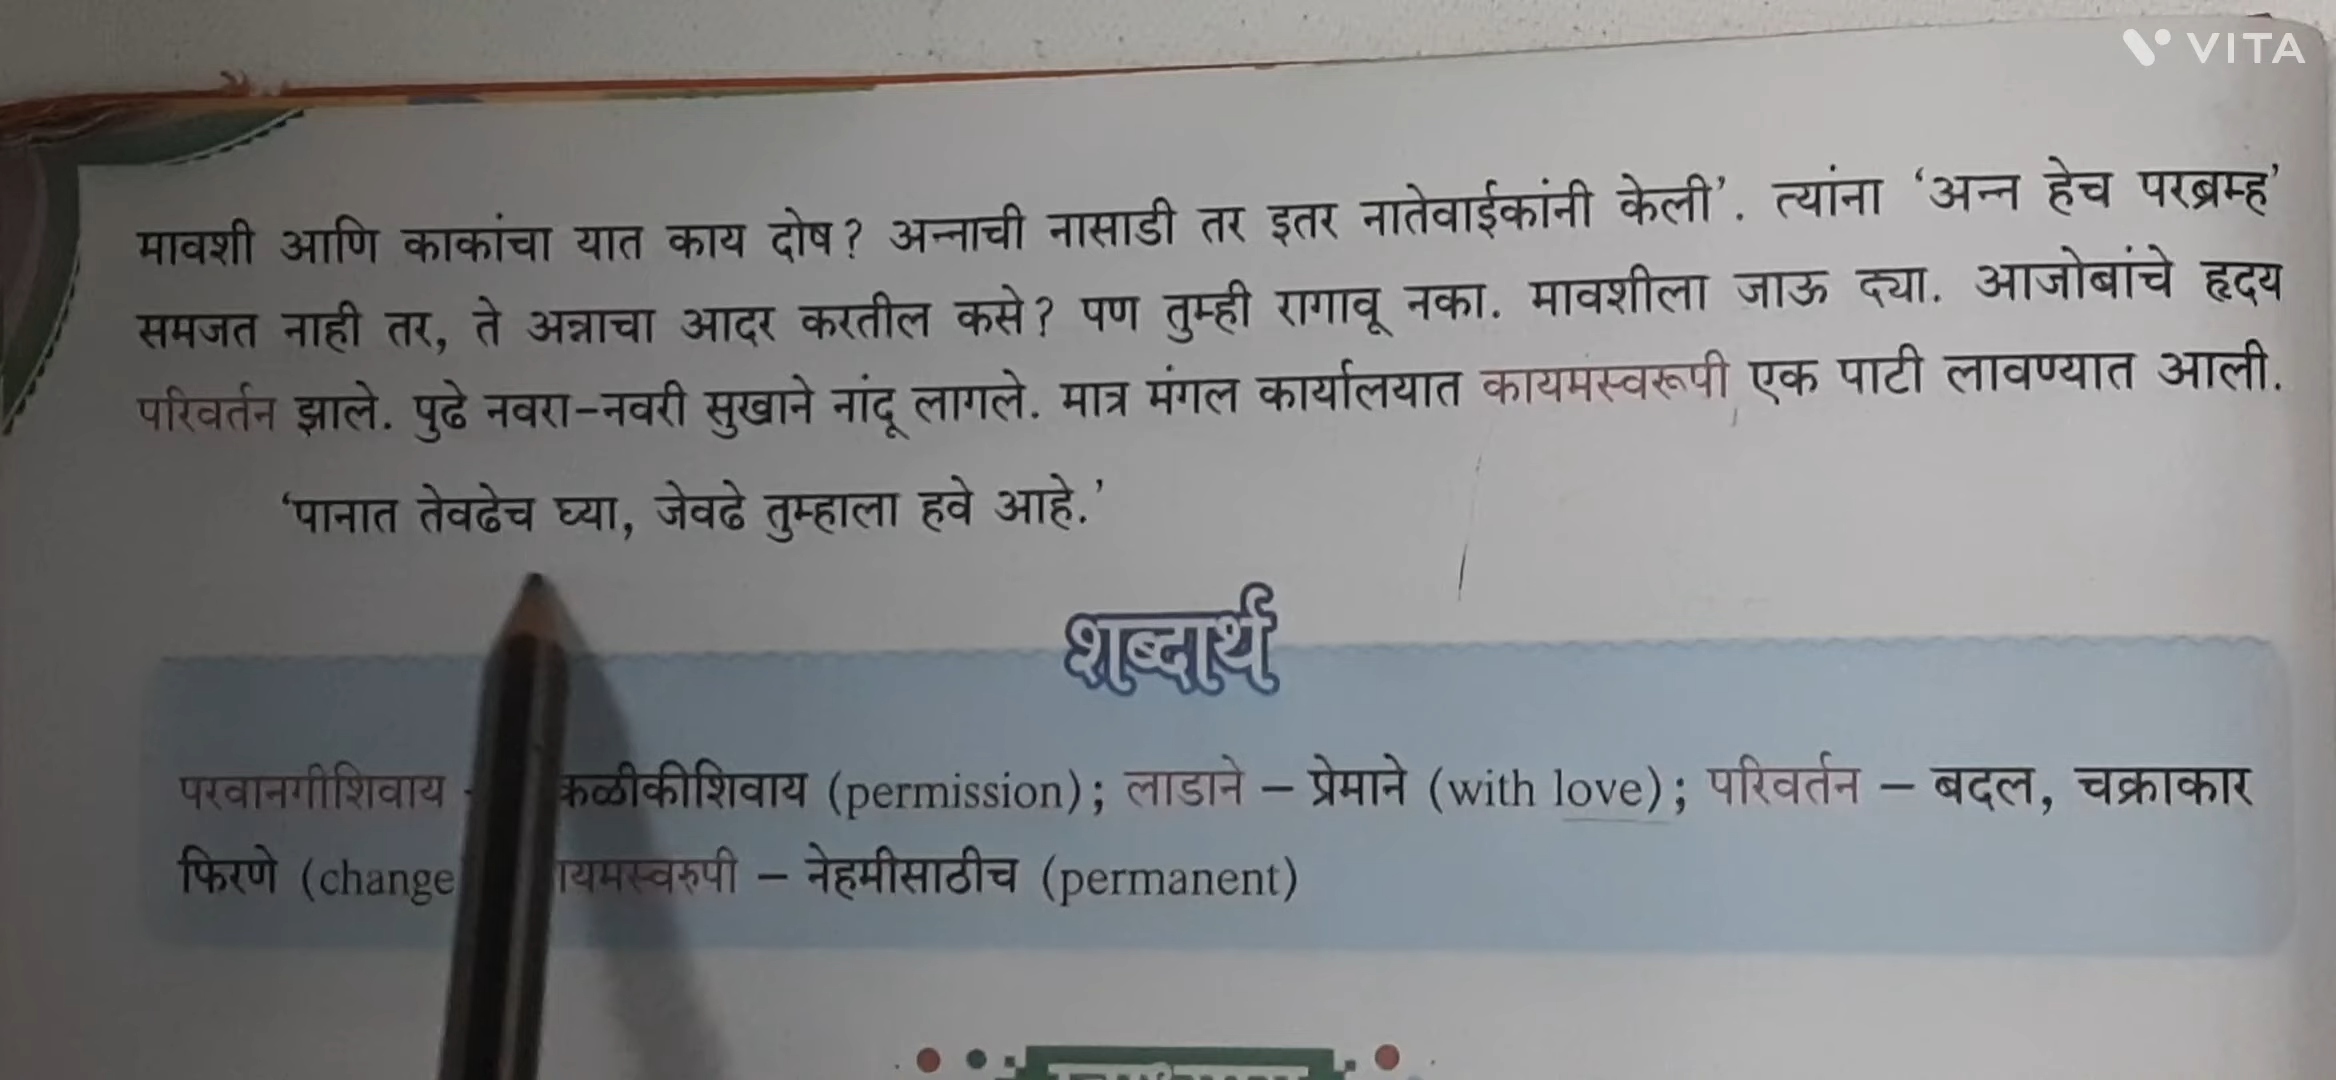 VITA
मावशी आणि काकांचा यात काय दोष? अन्नाची नासाडी तर इतर नातेवाईकांनी केली’. त्यांना ‘अन्न हेच परब्रम्ह’
समजत नाही तर, ते अन्नाचा आदर करतील कसे? पण तुम्ही रागावू नका. मावशीला जाऊ द्या. आजोबांचे हृदय
परिवर्तन झाले. पुढे नवरा-नवरी सुखाने नांदू लागले. मात्र मंगल कार्यालयात कायमस्वरूपी एक पाटी लावण्यात आली.
‘पानात तेवढेच घ्या, जेवढे तुम्हाला हवे आहे.’
शब्दार्थ
परवानगीशिवाय – कळीकीशिवाय (permission); लाडाने – प्रेमाने (with love); परिवर्तन – बदल, चक्राकार
फिरणे (change यमस्वरुपी – नेहमीसाठीच (permanent)